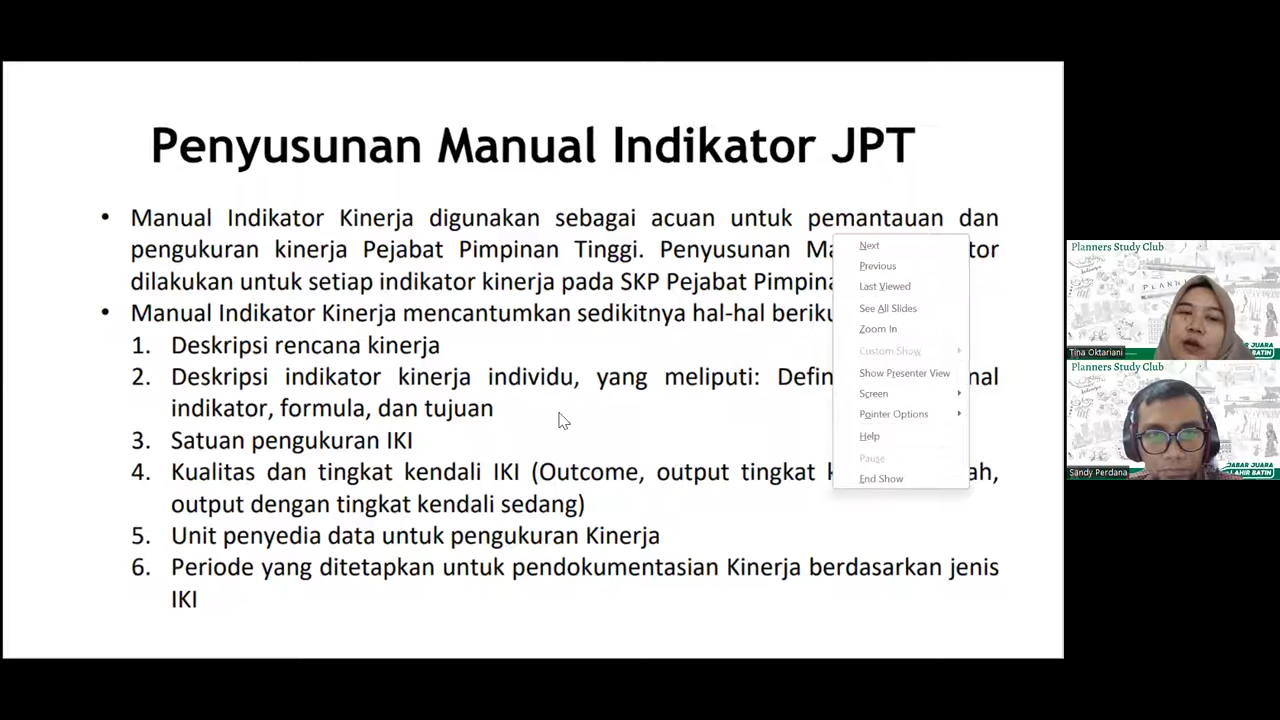 Penyusunan Manual Indikator JPT
• Manual Indikator Kinerja digunakan sebagai acuan untuk pemantauan dan
pengukuran kinerja Pejabat Pimpinan Tinggi. Penyusunan
dilakukan untuk setiap indikator kinerja pada SKP Pejabat
• Manual Indikator Kinerja mencantumkan sedikitnya hal-hal
1. Deskripsi rencana kinerja
2. Deskripsi indikator kinerja individu, yang meliputi:
indikator, formula, dan tujuan
3. Satuan pengukuran IKI
4. Kualitas dan tingkat kendali IKI (Outcome, output tingkat
output dengan tingkat kendali sedang)
5. Unit penyedia data untuk pengukuran Kinerja
6. Periode yang ditetapkan untuk pendokumentasian Kinerja berdasarkan jenis
IKI
Next
Previous
Last Viewed
See All Slides
Zoom In
Custom Show
Show Presenter View
Screen
Pointer Options
Help
Pause
End Show
Planners Study Club
Tina Oktariani
JUARA
BATIN
Planners Study Club
Sandy Perdana
JABAR JUARA
LAHIR BATIN